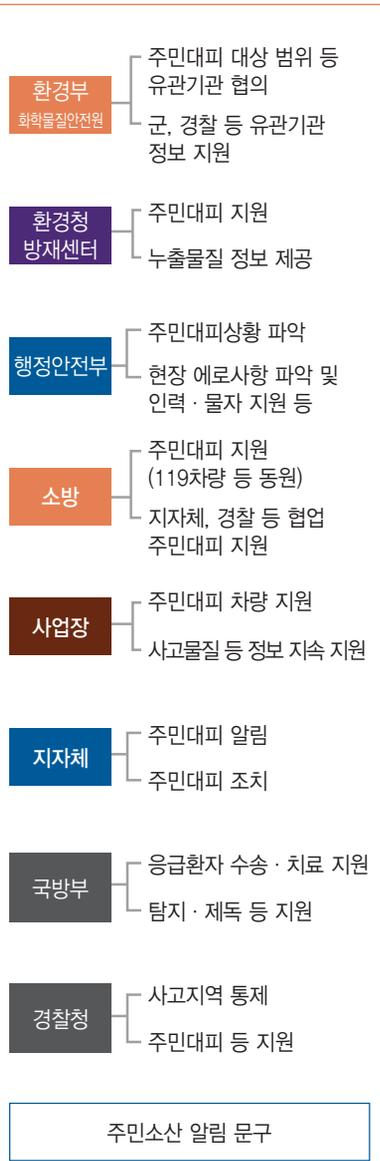 환경부
화학물질안전원
주민대피 대상 범위 등
유관기관 협의
군, 경찰 등 유관기관
정보 지원
환경청
방재센터
주민대피 지원
누출물질 정보 제공
행정안전부
주민대피상황 파악
현장 에로사항 파악 및
인력 · 물자 지원 등
소방
주민대피 지원
(119차량 등 동원)
지자체, 경찰 등 협업
주민대피 지원
사업장
주민대피 차량 지원
사고물질 등 정보 지속 지원
지자체
주민대피 알림
주민대피 조치
국방부
응급환자 수송 · 치료 지원
탐지 · 제독 등 지원
경찰청
사고지역 통제
주민대피 등 지원
주민소산 알림 문구